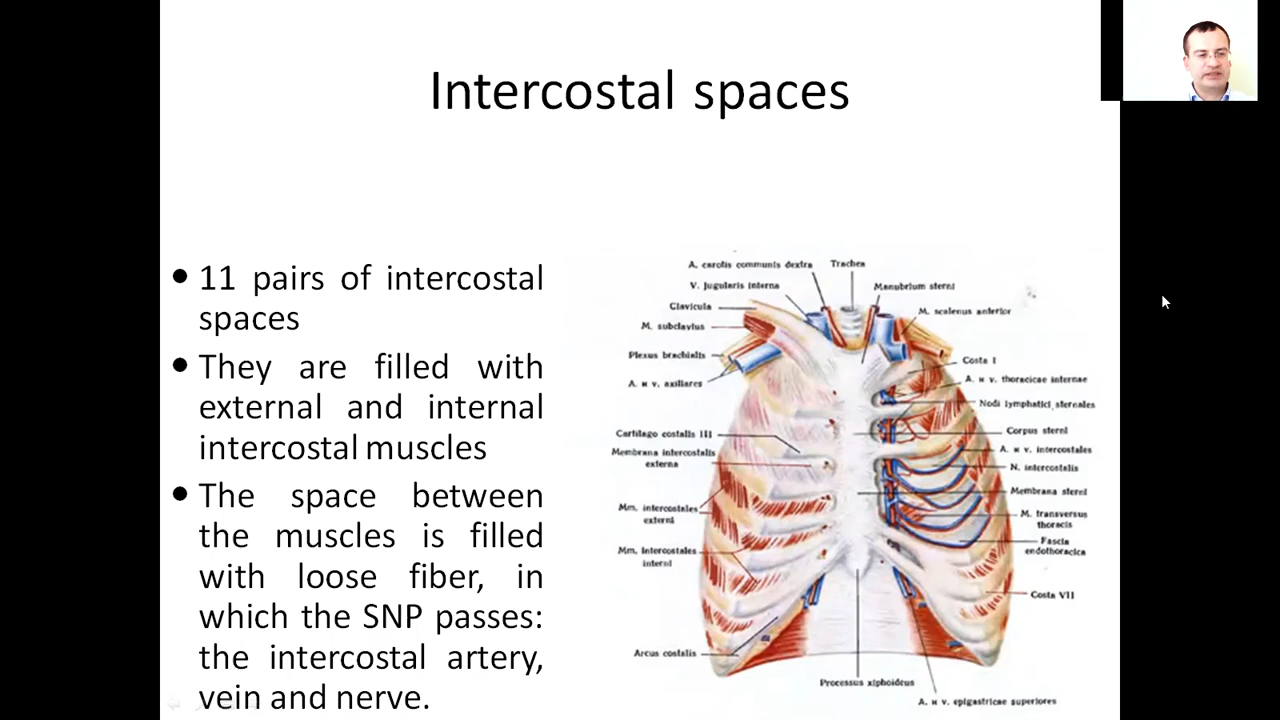 Intercostal spaces
• 11 pairs of intercostal
spaces
• They are filled with
external and internal
intercostal muscles
• The space between
the muscles is filled
with loose fiber, in
which the SNP passes:
the intercostal artery,
vein and nerve.
A. carotis communis dextra
Trachea
V. jugularis interna
Manubrium sterni
Clavicula
M. scalenus anterior
M. subclavius
Plexus brachialis
Costa I
A. и v. axillares
A. и v. thoracicae internae
Nodi lymphatici sternales
Cartilago costalis III
Corpus sterni
Membrana intercostalis
externa
A. и v. intercostales
N. intercostalis
Membrana sterni
Mm. intercostales
externi
M. transversus
thoracis
Mm. intercostales
interni
Fascia
endothoracica
Costa VII
Arcus costalis
Processus xiphoideus
A. и v. epigastricae superiores